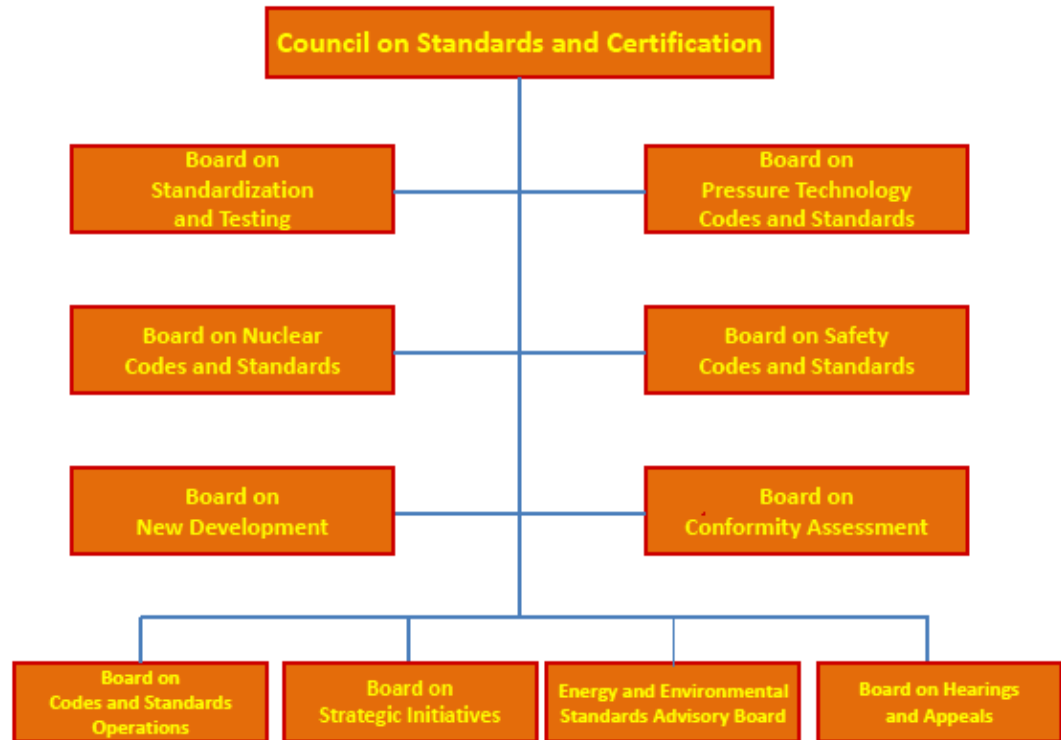 Council on Standards and Certification
Board on
Standardization
and Testing
Board on
Pressure Technology
Codes and Standards
Board on Nuclear
Codes and Standards
Board on Safety
Codes and Standards
Board on
New Development
Board on
Conformity Assessment
Board on
Codes and Standards
Operations
Board on
Strategic Initiatives
Energy and Environmental
Standards Advisory Board
Board on Hearings
and Appeals